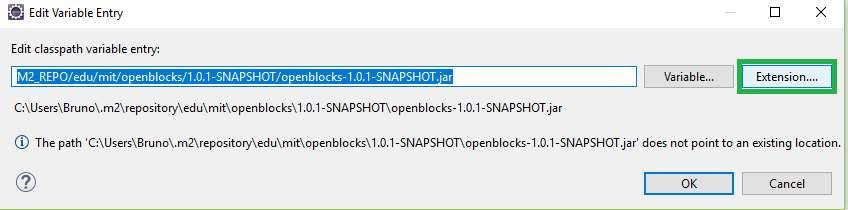 Edit Variable Entry
Edit classpath variable entry:
M2_REPO/edu/mit/openblocks/1.0.1-SNAPSHOT/openblocks-1.0.1-SNAPSHOT.jar Variable... Extension....
C:\Users\Bruno\.m2\repository\edu\mit\openblocks\1.0.1-SNAPSHOT\openblocks-1.0.1-SNAPSHOT.jar
The path 'C:\Users\Bruno\.m2\repository\edu\mit\openblocks\1.0.1-SNAPSHOT\openblocks-1.0.1-SNAPSHOT.jar' does not point to an existing location.
OK Cancel